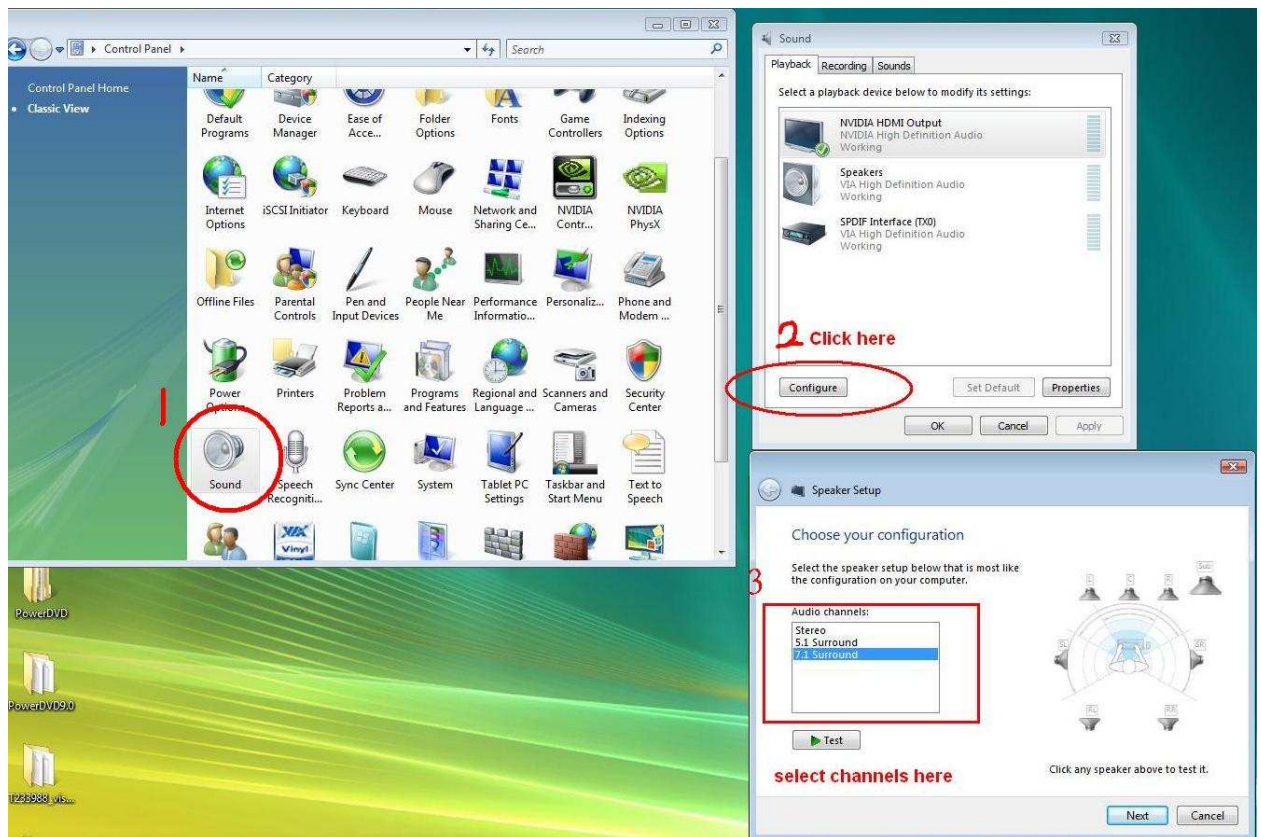 Control Panel
Search
Control Panel Home
Classic View
Name Category
Default Programs
Device Manager
Ease of Acce...
Folder Options
Fonts
Game Controllers
Indexing Options
Internet Options
iSCSI Initiator
Keyboard
Mouse
Network and Sharing Ce...
NVIDIA Contr...
NVIDIA PhysX
Offline Files
Parental Controls
Pen and Input Devices
People Near Me
Performance Informatio...
Personaliz...
Phone and Modem ...
Power Options
Printers
Problem Reports a...
Programs and Features
Regional and Language ...
Scanners and Cameras
Security Center
1
Sound
Speech Recogniti...
Sync Center
System
Tablet PC Settings
Taskbar and Start Menu
Text to Speech
VIA
Vinyl
PowerDVD
PowerDVD9.0
Sound
Playback Recording Sounds
Select a playback device below to modify its settings:
NVIDIA HDMI Output
NVIDIA High Definition Audio
Working
Speakers
VIA High Definition Audio
Working
SPDIF Interface (TX0)
VIA High Definition Audio
Working
2 Click here
Configure Set Default Properties
OK Cancel Apply
Speaker Setup
Choose your configuration
Select the speaker setup below that is most like
the configuration on your computer.
3
Audio channels:
Stereo
5.1 Surround
7.1 Surround
Test
select channels here
L C R Sub
SL SR
RL RR
Click any speaker above to test it.
Next Cancel